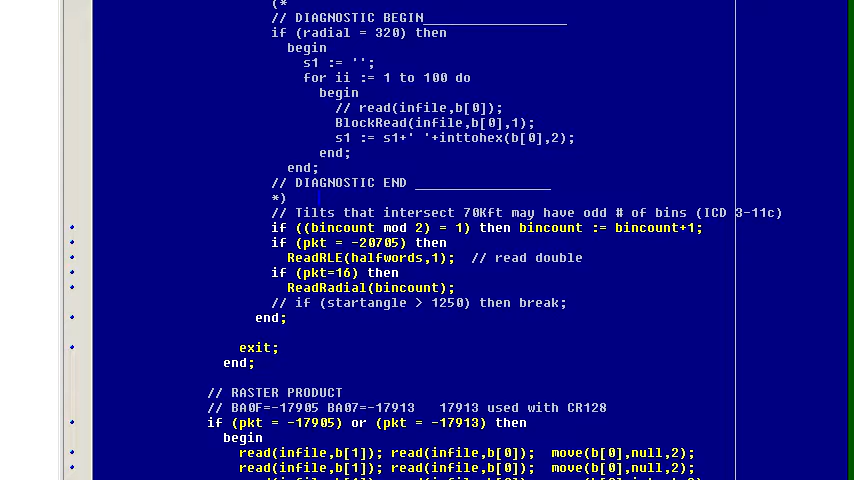 (*
// DIAGNOSTIC BEGIN__________________
if (radial = 320) then
begin
s1 := '';
for ii := 1 to 100 do
begin
// read(infile,b[0]);
BlockRead(infile,b[0],1);
s1 := s1+' '+inttohex(b[0],2);
end;
end;
// DIAGNOSTIC END _________________
*)
// Tilts that intersect 70Kft may have odd # of bins (ICD 3-11c)
if ((bincount mod 2) = 1) then bincount := bincount+1;
if (pkt = -20705) then
ReadRLE(halfwords,1);  // read double
if (pkt=16) then
ReadRadial(bincount);
// if (startangle > 1250) then break;
end;
exit;
end;
// RASTER PRODUCT
// BA0F=-17905 BA07=-17913   17913 used with CR128
if (pkt = -17905) or (pkt = -17913) then
begin
read(infile,b[1]); read(infile,b[0]);  move(b[0],null,2);
read(infile,b[1]); read(infile,b[0]);  move(b[0],null,2);